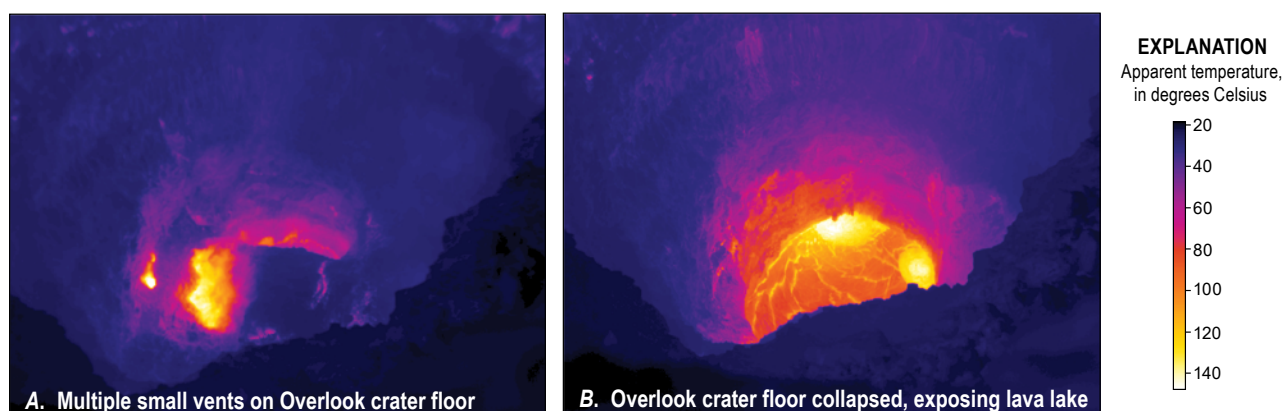 A. Multiple small vents on Overlook crater floor
B. Overlook crater floor collapsed, exposing lava lake
EXPLANATION
Apparent temperature,
in degrees Celsius
20
40
60
80
100
120
140